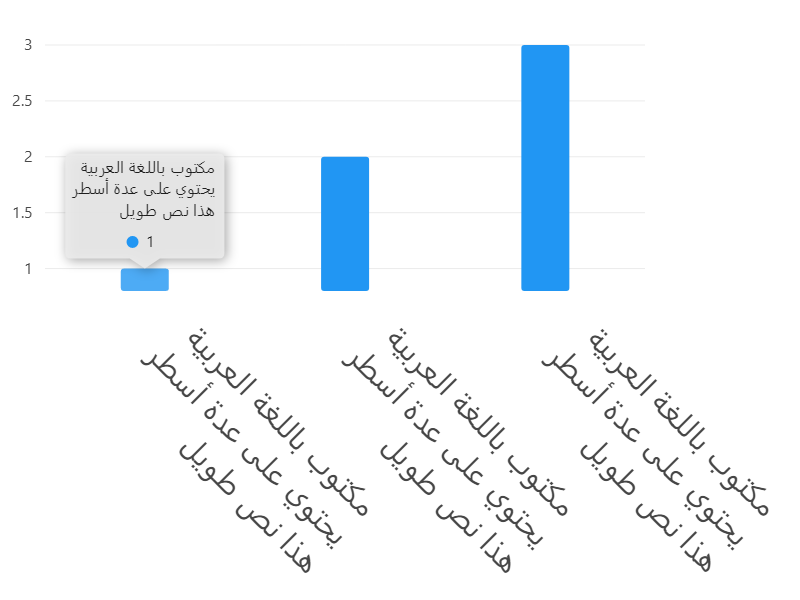 3
2.5
2
1.5
1
مكتوب باللغة العربية
يحتوي على عدة أسطر
هذا نص طويل
1
مكتوب باللغة العربية
يحتوي على عدة أسطر
هذا نص طويل
مكتوب باللغة العربية
يحتوي على عدة أسطر
هذا نص طويل
مكتوب باللغة العربية
يحتوي على عدة أسطر
هذا نص طويل